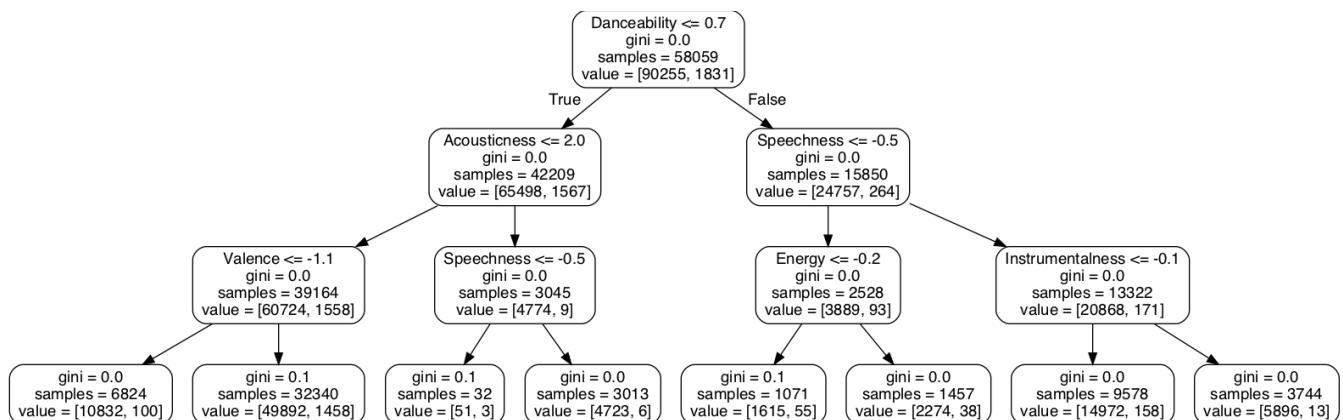 Danceability <= 0.7
gini = 0.0
samples = 58059
value = [90255, 1831]
True
False
Acousticness <= 2.0
gini = 0.0
samples = 42209
value = [65498, 1567]
Speechness <= -0.5
gini = 0.0
samples = 15850
value = [24757, 264]
Valence <= -1.1
gini = 0.0
samples = 39164
value = [60724, 1558]
Speechness <= -0.5
gini = 0.0
samples = 3045
value = [4774, 9]
Energy <= -0.2
gini = 0.0
samples = 2528
value = [3889, 93]
Instrumentalness <= -0.1
gini = 0.0
samples = 13322
value = [20868, 171]
gini = 0.0
samples = 6824
value = [10832, 100]
gini = 0.1
samples = 32340
value = [49892, 1458]
gini = 0.1
samples = 32
value = [51, 3]
gini = 0.0
samples = 3013
value = [4723, 6]
gini = 0.1
samples = 1071
value = [1615, 55]
gini = 0.0
samples = 1457
value = [2274, 38]
gini = 0.0
samples = 9578
value = [14972, 158]
gini = 0.0
samples = 3744
value = [5896, 13]